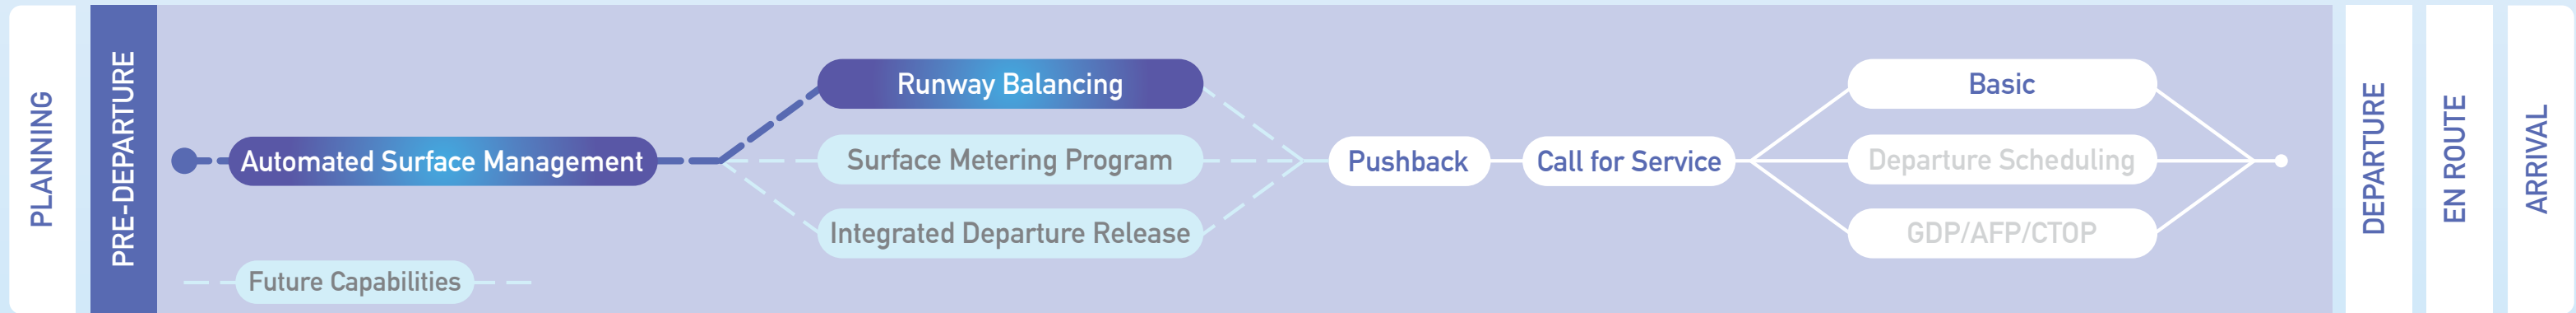 PLANNING
PRE-DEPARTURE
Automated Surface Management
Runway Balancing
Surface Metering Program
Integrated Departure Release
Future Capabilities
Pushback
Call for Service
Basic
Departure Scheduling
GDP/AFP/CTOP
DEPARTURE
EN ROUTE
ARRIVAL